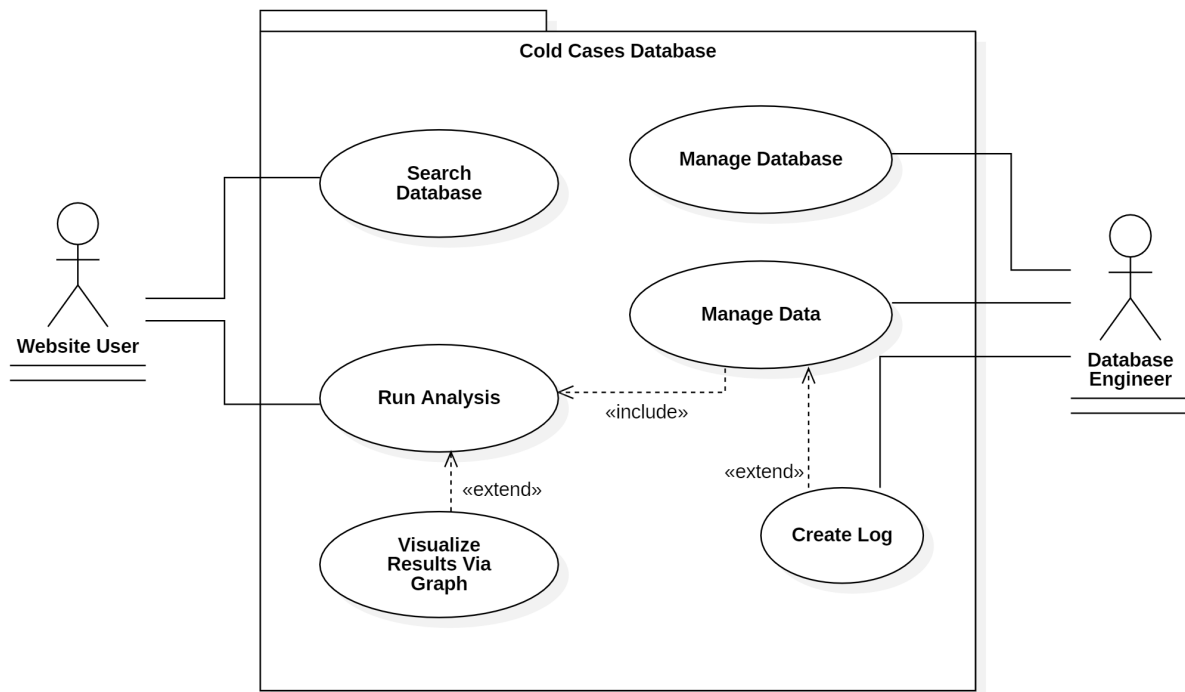 Cold Cases Database
Search
Database
Manage Database
Website User
Manage Data
Database
Engineer
Run Analysis
«include»
«extend»
«extend»
Visualize
Results Via
Graph
Create Log